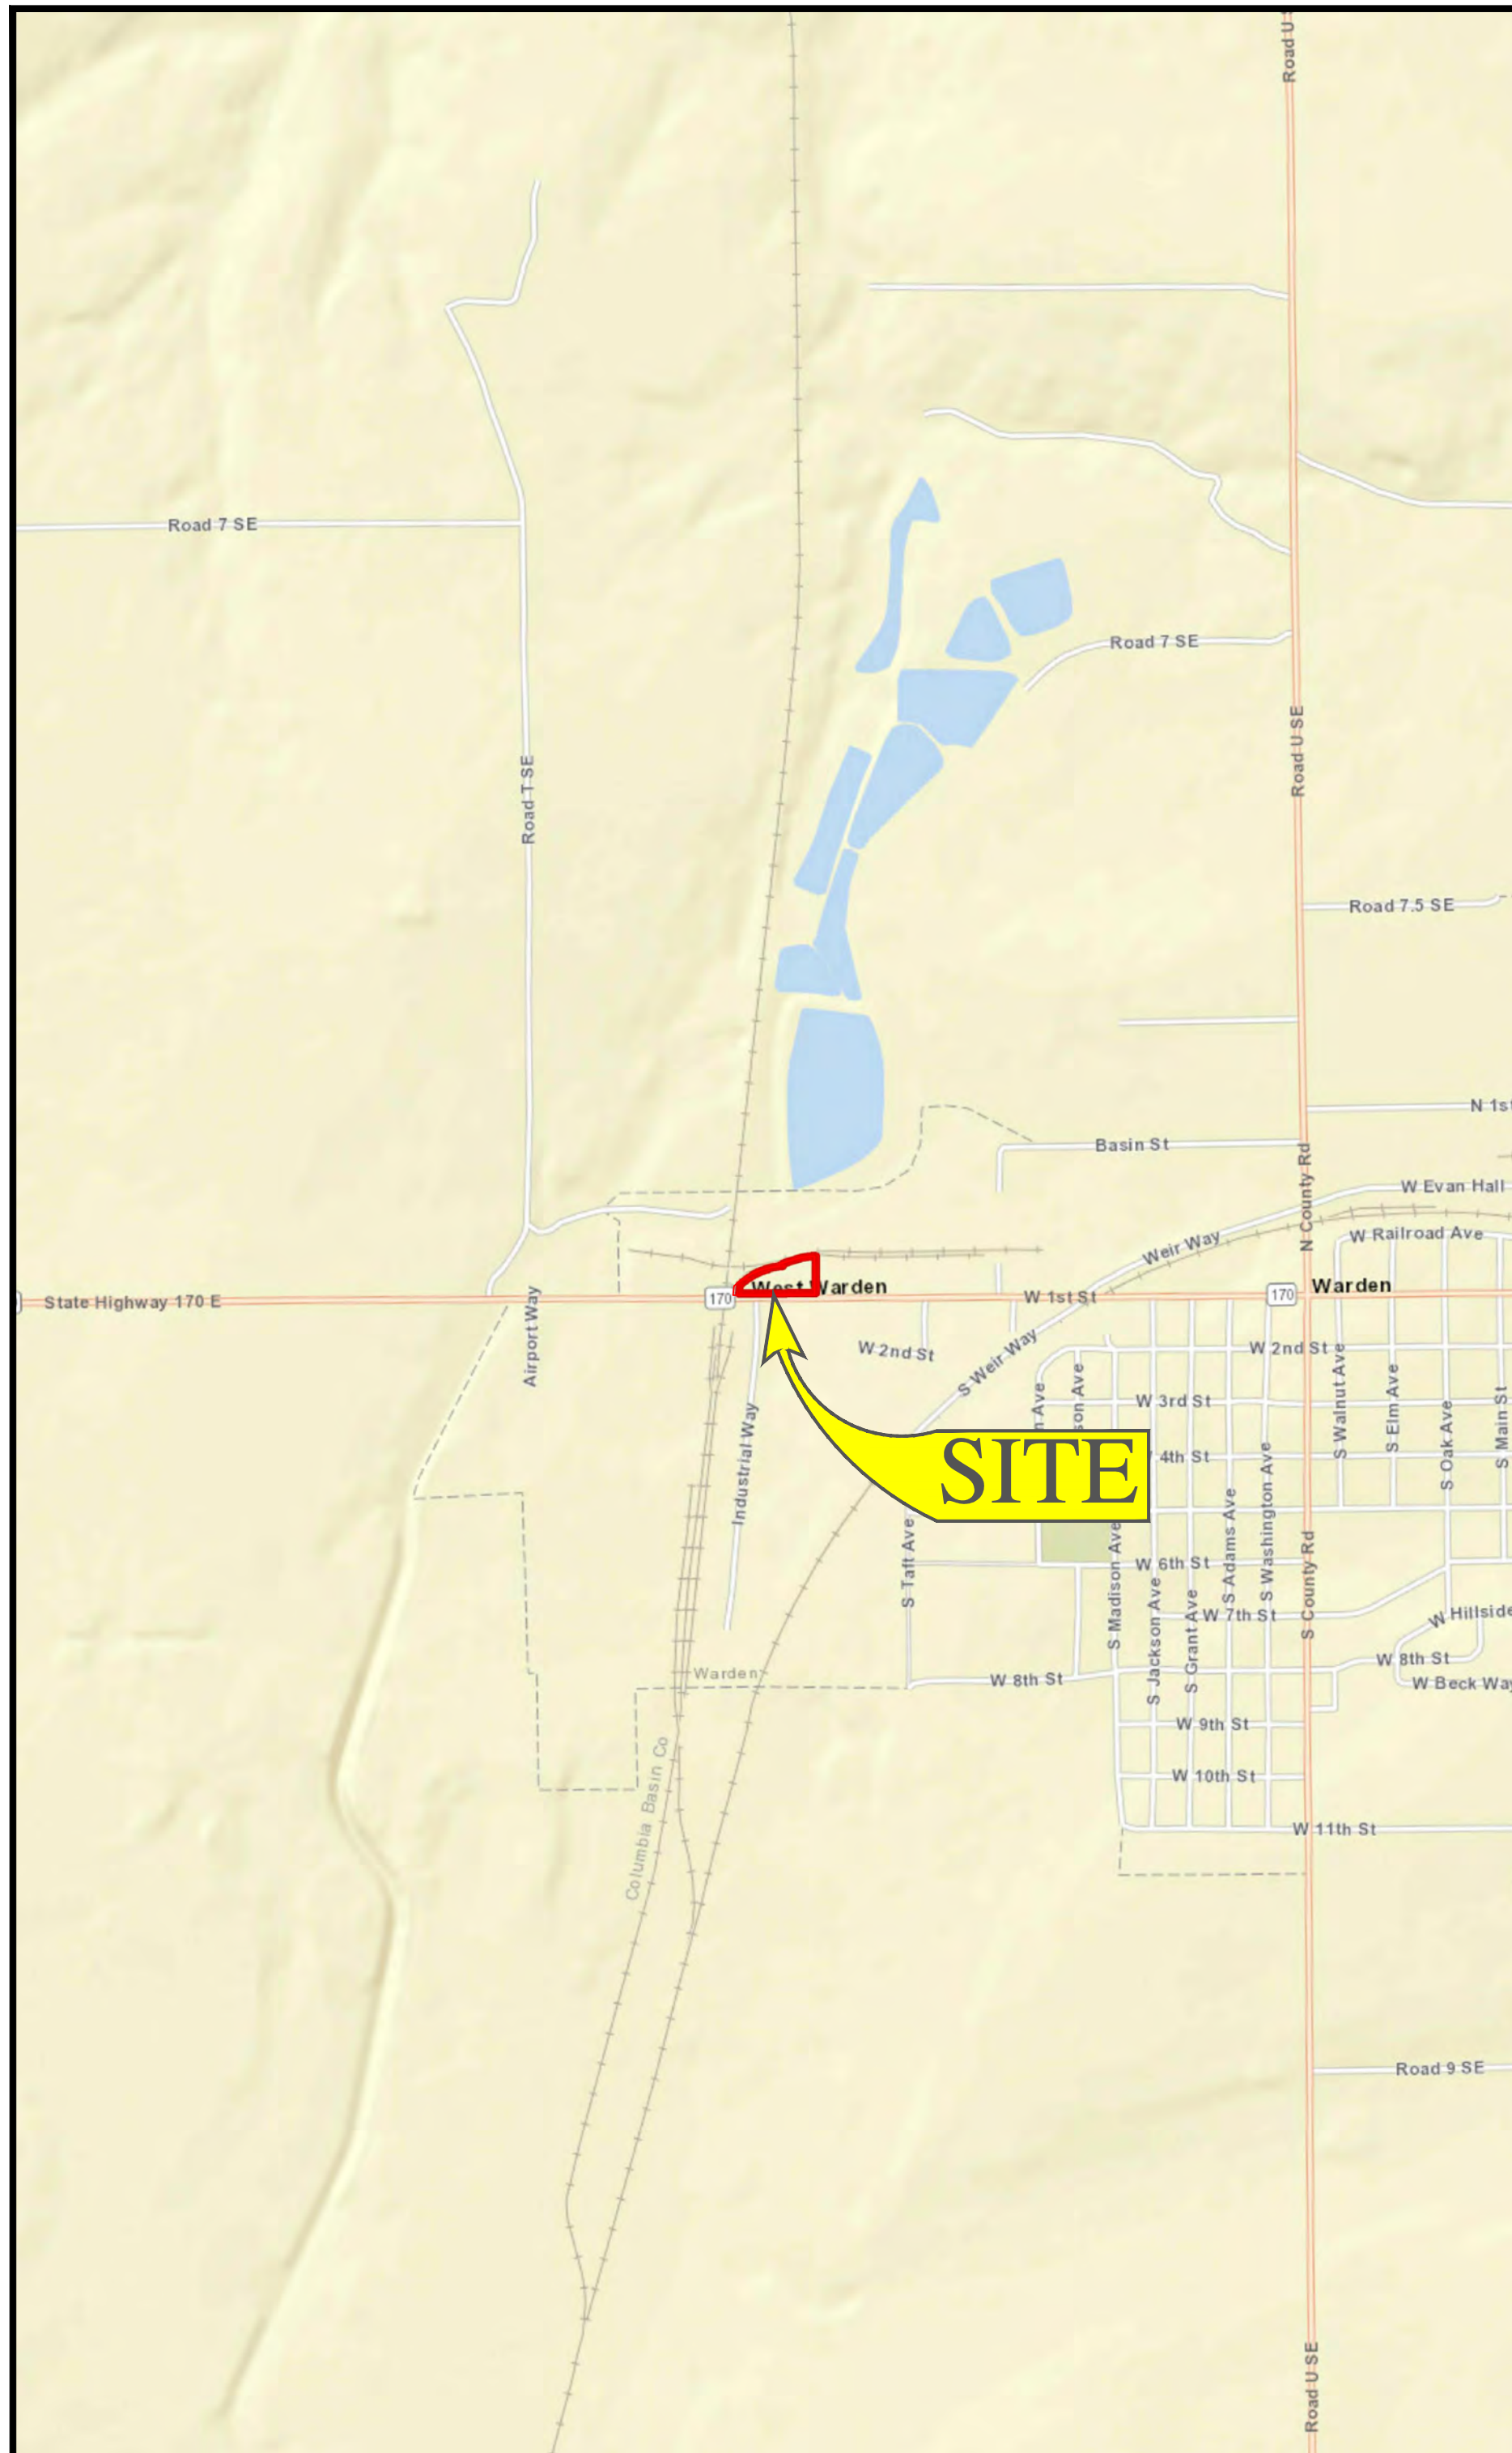 Road U
Road 7 SE
Road 7 SE
Road T SE
Road U SE
Road 7.5 SE
N 1st
Basin St
N County Rd
W Evan Hall
Weir Way
W Railroad Ave
State Highway 170 E
170
West Warden
W 1st St
170
Warden
Airport Way
W 2nd St
S Weir Way
W 2nd St
W 3rd St
S Walnut Ave
S Elm Ave
S Oak Ave
S Main St
Industrial Way
SITE
4th St
S Taft Ave
S Madison Ave
S Jackson Ave
S Grant Ave
S Adams Ave
S Washington Ave
S County Rd
W 6th St
W 7th St
W Hillside
Warden
W 8th St
W 8th St
W Beck Way
W 9th St
Columbia Basin Co
W 10th St
W 11th St
Road 9 SE
Road U SE